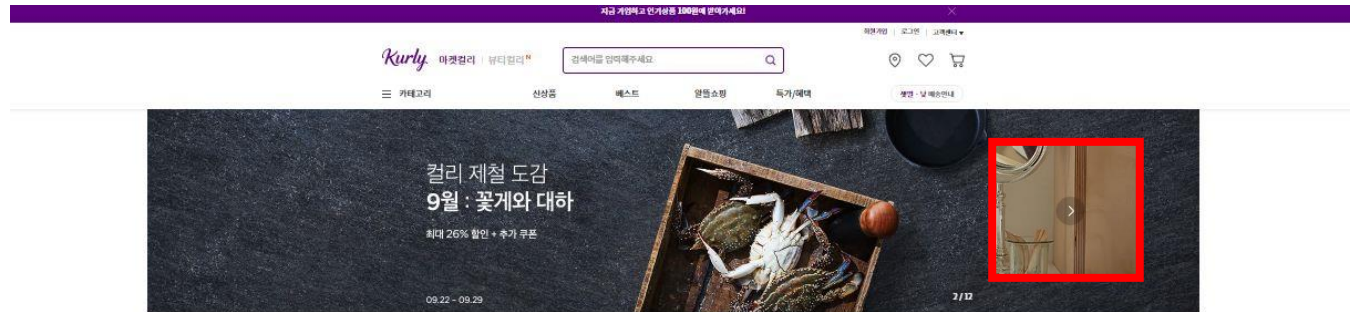 지금 가입하고 인기상품 100원에 받아가세요!
회원가입 로그인 고객센터
Kurly 마켓컬리 뷰티컬리 N
검색어를 입력해주세요
카테고리 신상품 베스트 알뜰쇼핑 특가/혜택 샛별·낮 배송안내
컬리 제철 도감
9월 : 꽃게와 대하
최대 26% 할인 + 추가 쿠폰
09.22 - 09.29
2/12